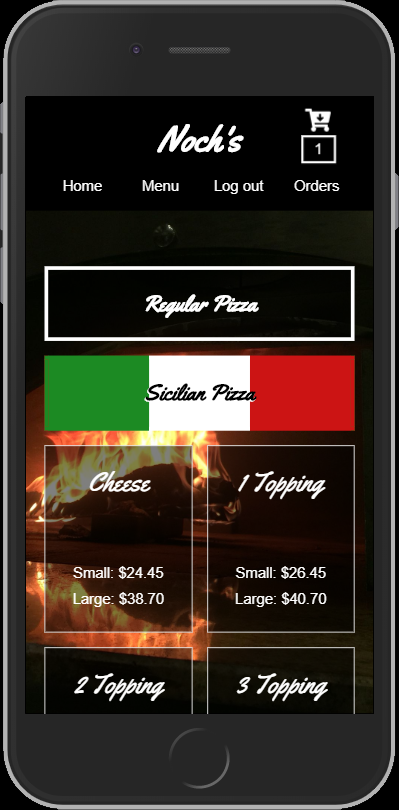 Noch's
1
Home Menu Log out Orders
Regular Pizza
Sicilian Pizza
Cheese
Small: $24.45
Large: $38.70
1 Topping
Small: $26.45
Large: $40.70
2 Topping
3 Topping